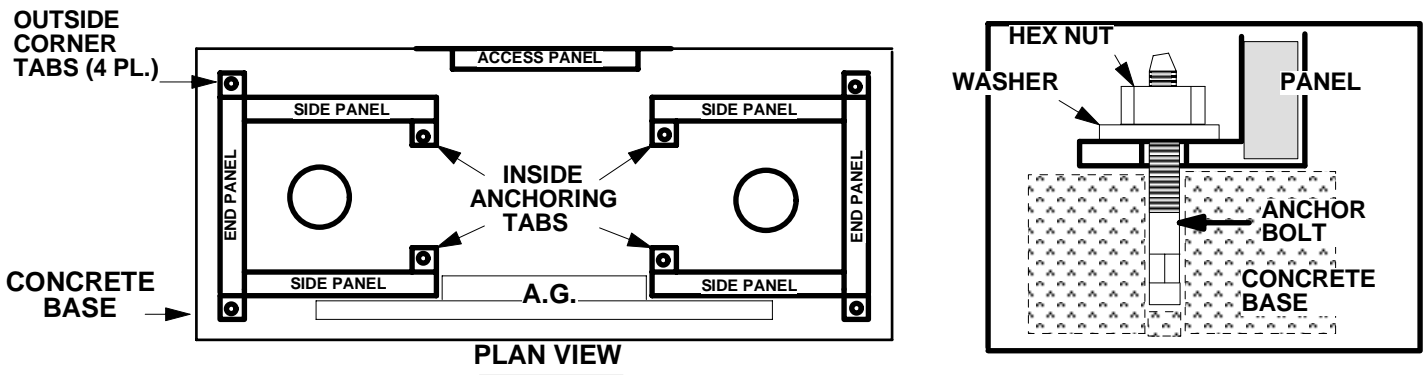 OUTSIDE
CORNER
TABS (4 PL.)
ACCESS PANEL
SIDE PANEL
SIDE PANEL
END PANEL
INSIDE
ANCHORING
TABS
END PANEL
CONCRETE
BASE
SIDE PANEL
A.G.
SIDE PANEL
PLAN VIEW
HEX NUT
WASHER
PANEL
ANCHOR
BOLT
CONCRETE
BASE